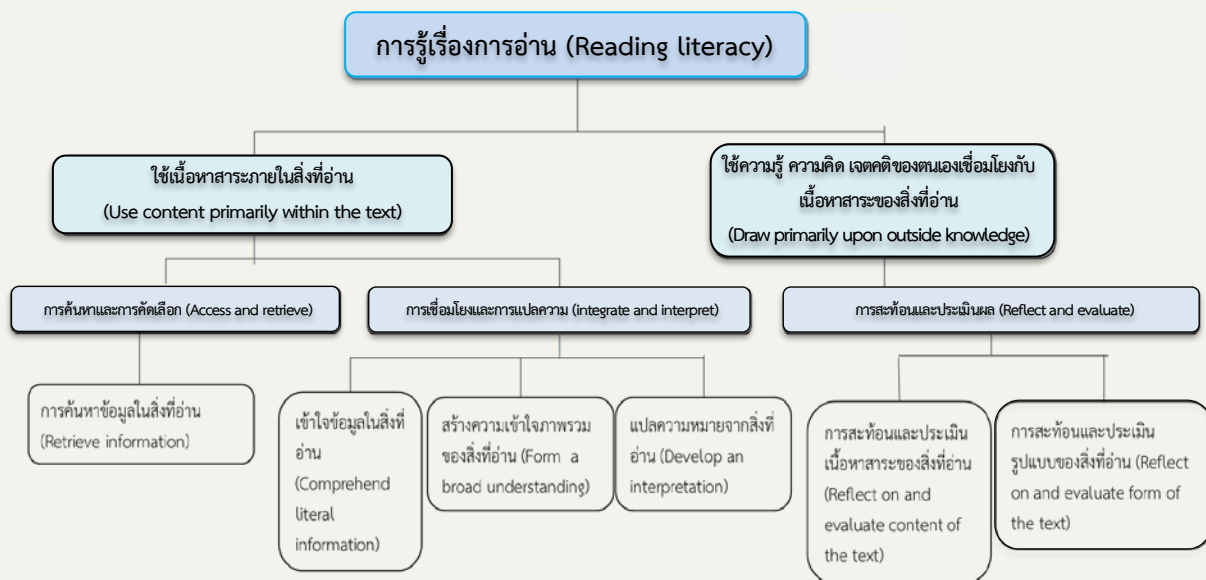 การรู้เรื่องการอ่าน (Reading literacy)
ใช้เนื้อหาสาระภายในสิ่งที่อ่าน
(Use content primarily within the text)
ใช้ความรู้ ความคิด เจตคติของตนเองเชื่อมโยงกับ
เนื้อหาสาระของสิ่งที่อ่าน
(Draw primarily upon outside knowledge)
การค้นหาและการคัดเลือก (Access and retrieve)
การเชื่อมโยงและการแปลความ (integrate and interpret)
การสะท้อนและประเมินผล (Reflect and evaluate)
การค้นหาข้อมูลในสิ่งที่อ่าน
(Retrieve information)
เข้าใจข้อมูลในสิ่งที่
อ่าน
(Comprehend
literal
information)
สร้างความเข้าใจภาพรวม
ของสิ่งที่อ่าน (Form a
broad understanding)
แปลความหมายจากสิ่งที่
อ่าน (Develop an
interpretation)
การสะท้อนและประเมิน
เนื้อหาสาระของสิ่งที่อ่าน
(Reflect on and
evaluate content of
the text)
การสะท้อนและประเมิน
รูปแบบของสิ่งที่อ่าน (Reflect
on and evaluate form of
the text)